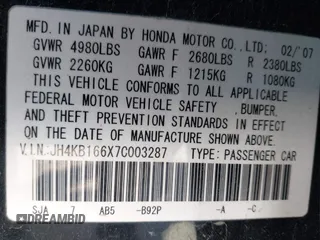 MFD. IN JAPAN BY HONDA MOTOR CO.,LTD: 02/'07
GVWR 4980LBS GAWR F 2680LBS R 2380LBS
GVWR 2260KG GAWR F 1215KG R 1080KG
THIS VEHICLE CONFORMS TO ALL APPLICABLE
FEDERAL MOTOR VEHICLE SAFETY ,BUMPER,
AND THEFT PREVENTION STANDARDS IN EFFECT
ON THE DATE OF MANUFACTURE SHOWN ABOVE.
V.I.N.:JH4KB166X7C003287 TYPE: PASSENGER CAR
SJA 7 AB5 -B92P -A -C
DREAMBID